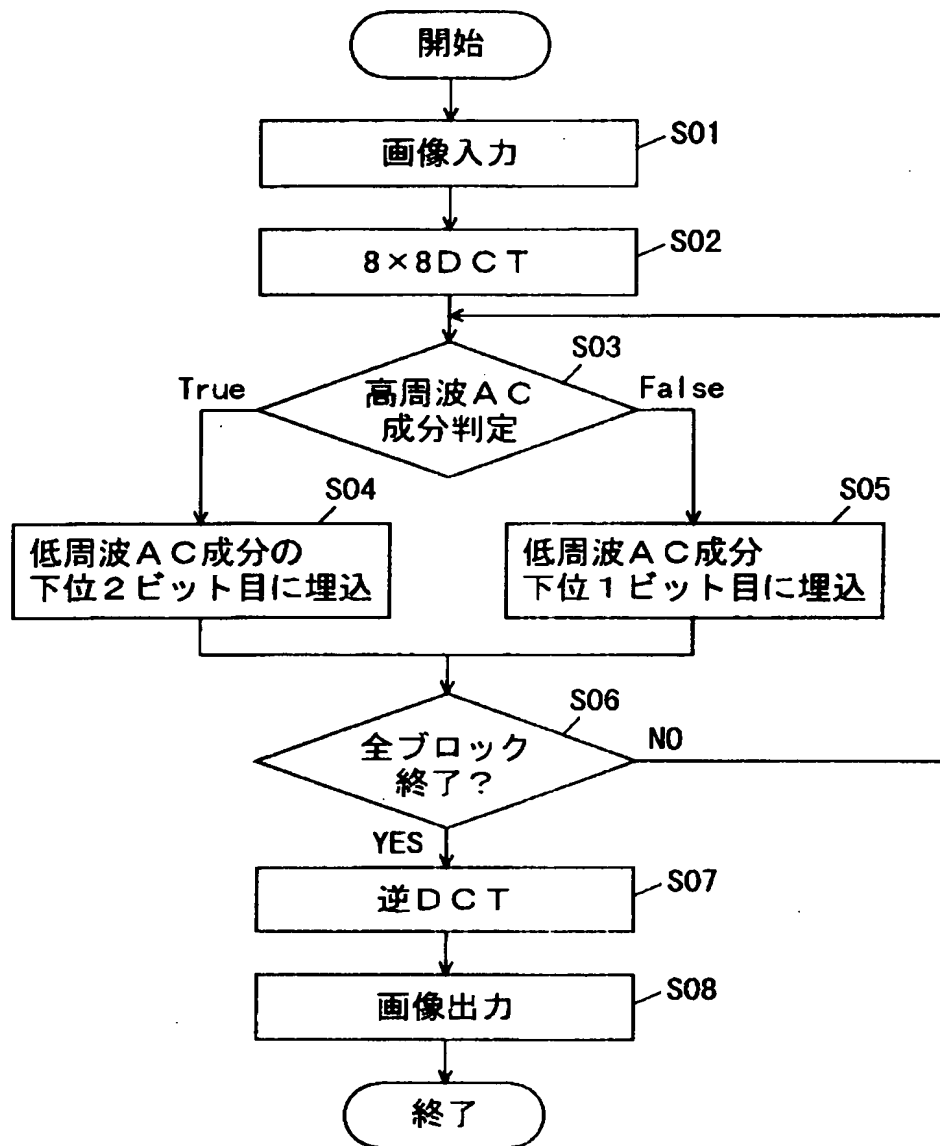 開始
画像入力
S01
8×8DCT
S02
S03
高周波AC
成分判定
True
False
S04
低周波AC成分の
下位2ビット目に埋込
S05
低周波AC成分
下位1ビット目に埋込
S06
全ブロック
終了?
NO
YES
逆DCT
S07
画像出力
S08
終了